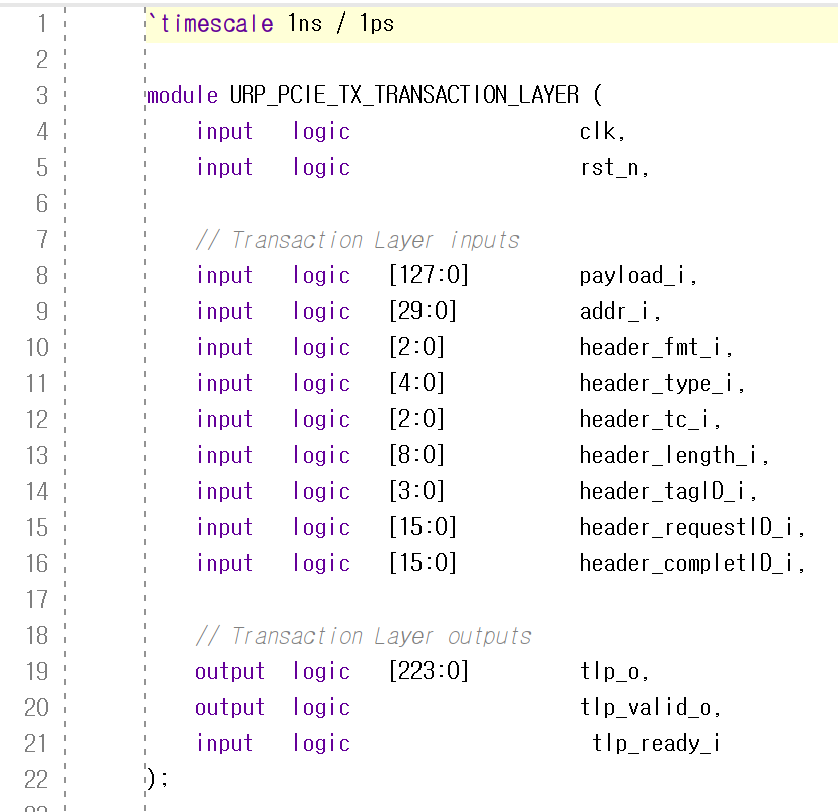 1 `timescale 1ns / 1ps
2
3 module URP_PCIE_TX_TRANSACTION_LAYER (
4 input logic clk,
5 input logic rst_n,
6
7 // Transaction Layer inputs
8 input logic [127:0] payload_i,
9 input logic [29:0] addr_i,
10 input logic [2:0] header_fmt_i,
11 input logic [4:0] header_type_i,
12 input logic [2:0] header_tc_i,
13 input logic [8:0] header_length_i,
14 input logic [3:0] header_tagID_i,
15 input logic [15:0] header_requestID_i,
16 input logic [15:0] header_completID_i,
17
18 // Transaction Layer outputs
19 output logic [223:0] tlp_o,
20 output logic tlp_valid_o,
21 input logic tlp_ready_i
22 );